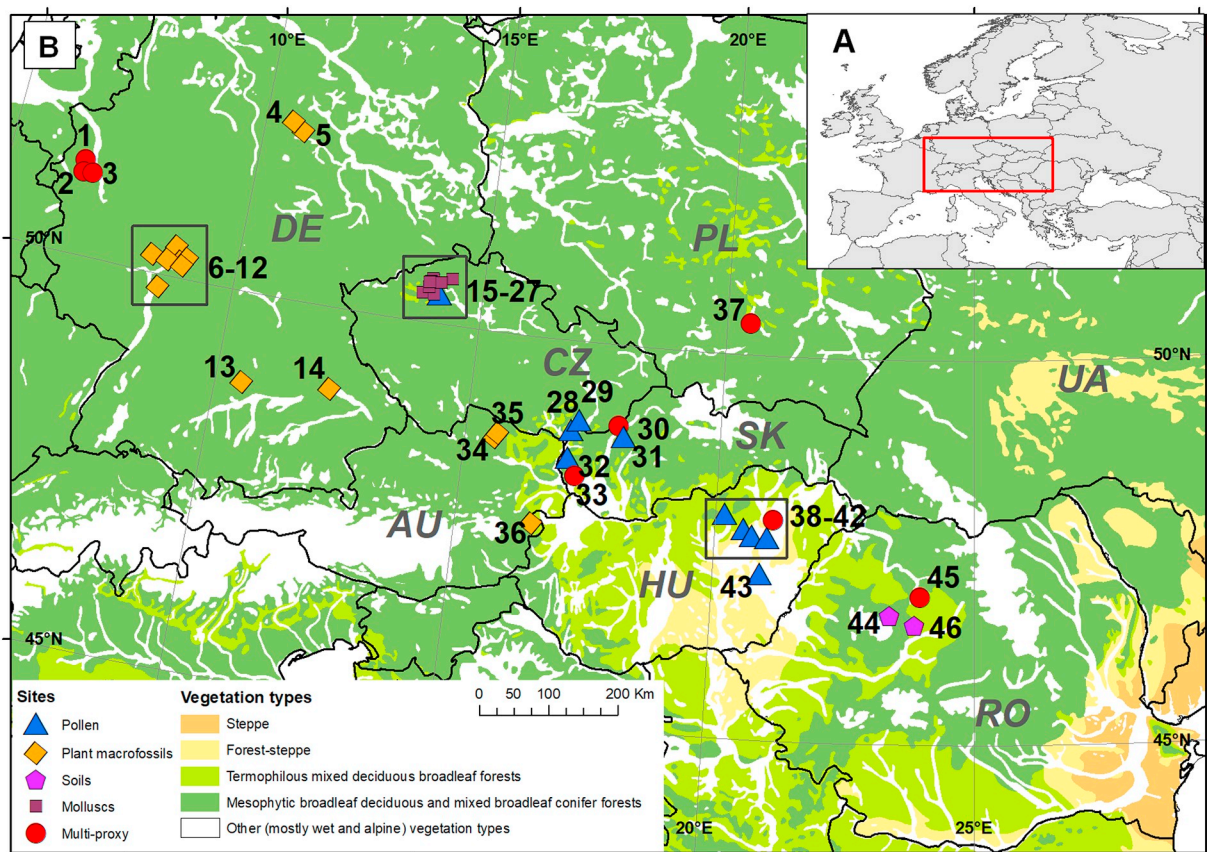 B
10°E
15°E
20°E
A
1
2
3
4
5
DE
PL
50°N
6-12
15-27
37
50°N
13
14
CZ
UA
28
29
35
34
30
31
SK
32
33
AU
36
38-42
HU
43
45
44
46
45°N
RO
45°N
20°E
25°E
0 50 100 200 Km
Sites
Pollen
Plant macrofossils
Soils
Molluscs
Multi-proxy
Vegetation types
Steppe
Forest-steppe
Termophilous mixed deciduous broadleaf forests
Mesophytic broadleaf deciduous and mixed broadleaf conifer forests
Other (mostly wet and alpine) vegetation types